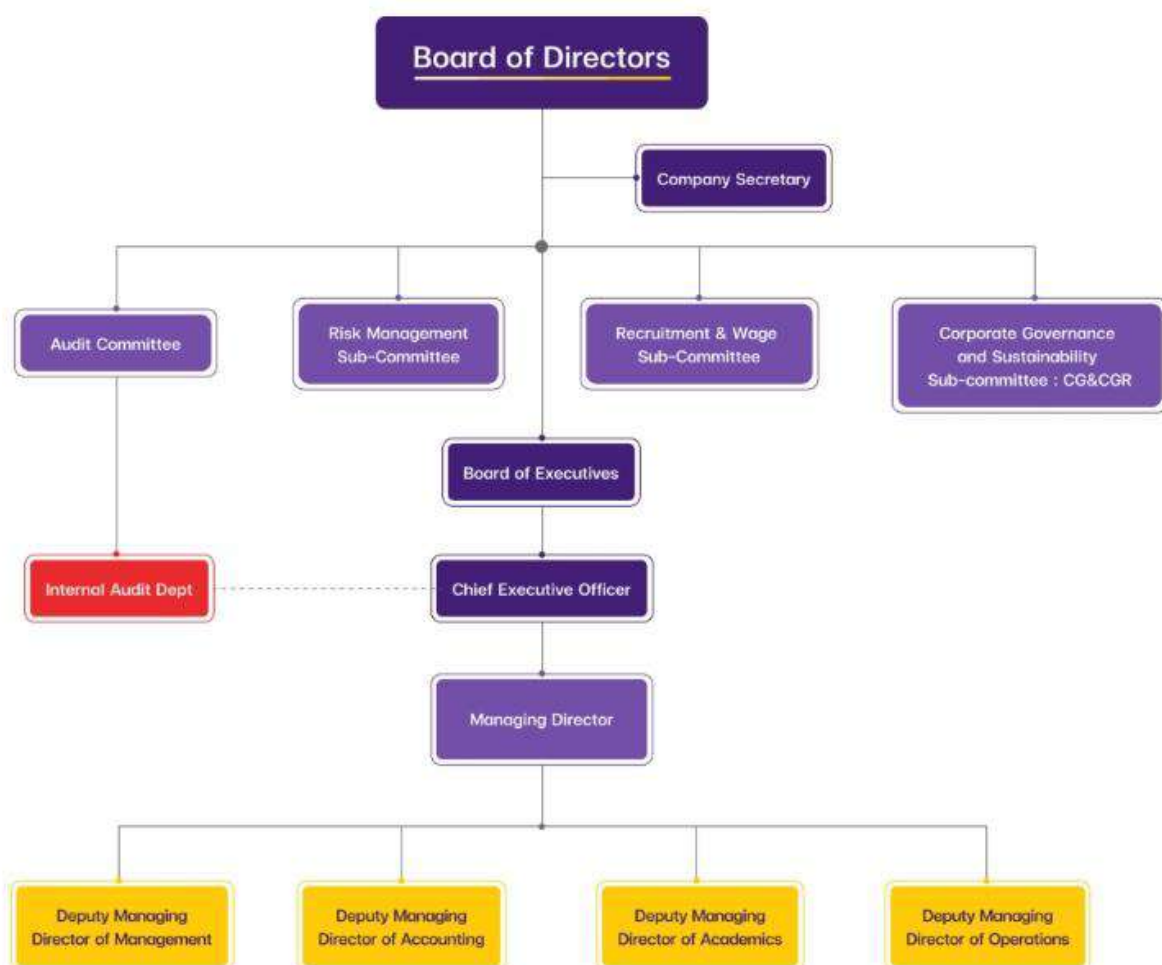 Board of Directors
Company Secretary
Audit Committee
Risk Management
Sub-Committee
Recruitment & Wage
Sub-Committee
Corporate Governance
and Sustainability
Sub-committee : CG&CGR
Board of Executives
Internal Audit Dept
Chief Executive Officer
Managing Director
Deputy Managing
Director of Management
Deputy Managing
Director of Accounting
Deputy Managing
Director of Academics
Deputy Managing
Director of Operations